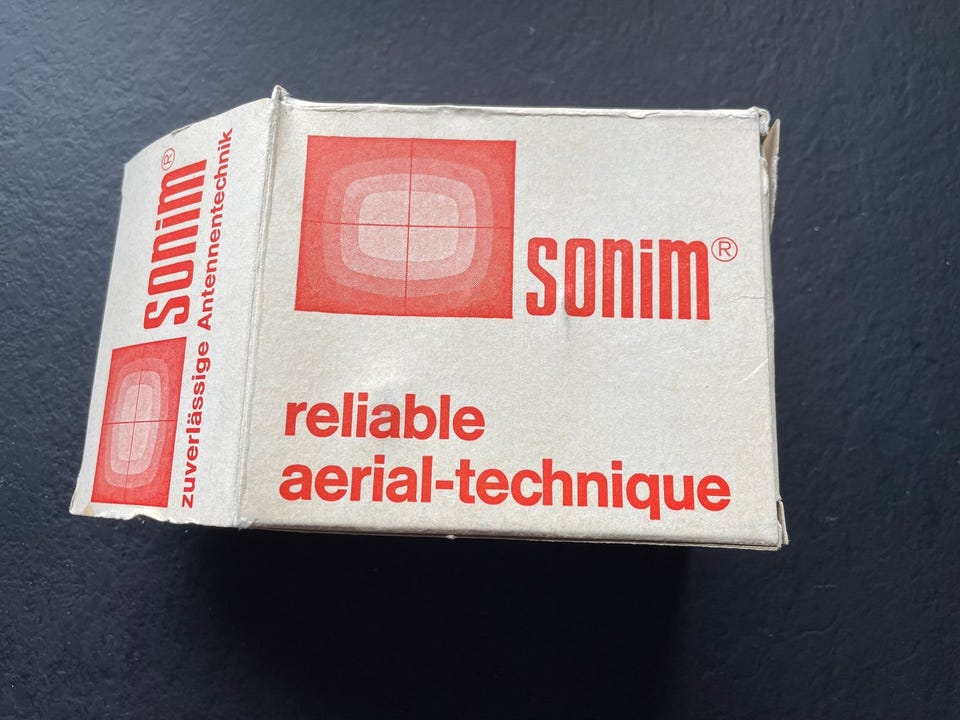 sonim®
zuverlässige Antennentechnik
sonim®
reliable
aerial-technique